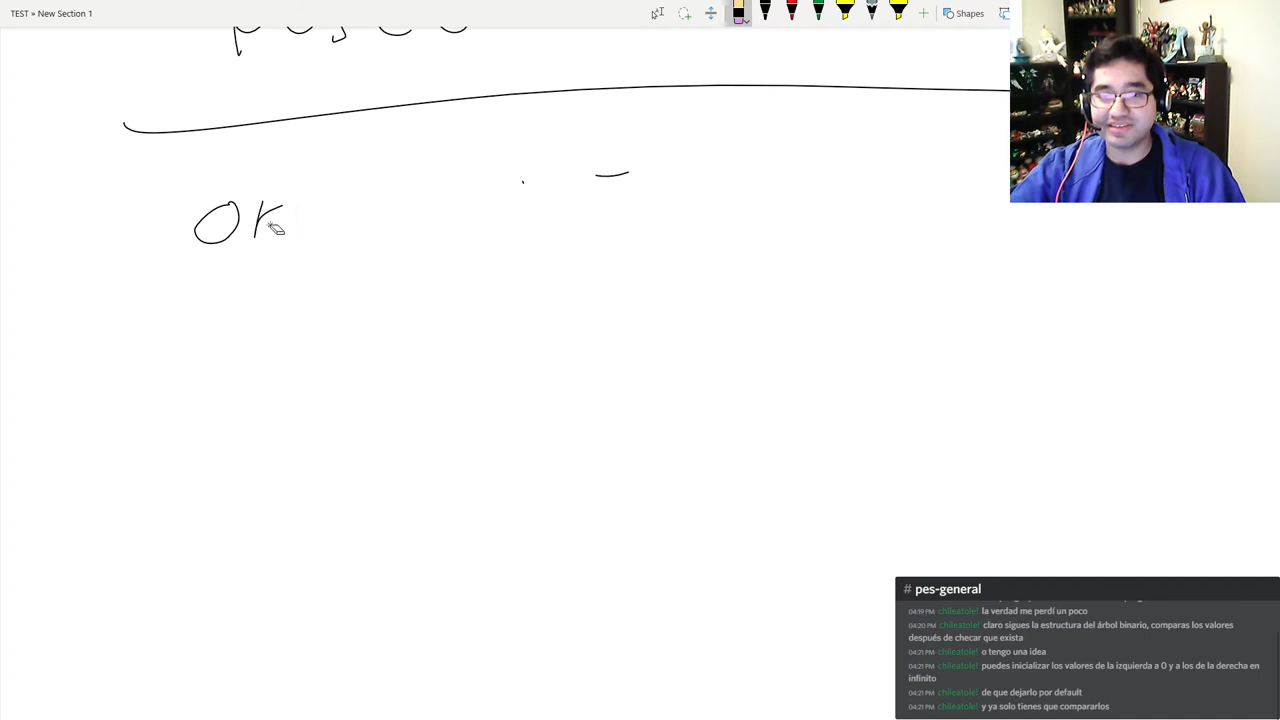 TEST » New Section 1
Shapes
OK
# pes-general
04:19 PM chileatole! la verdad me perdí un poco
04:20 PM chileatole! claro sigues la estructura del árbol binario, comparas los valores
después de checar que exista
04:21 PM chileatole! o tengo una idea
04:21 PM chileatole! puedes inicializar los valores de la izquierda a 0 y a los de la derecha en
infinito
04:21 PM chileatole! de que dejarlo por default
04:21 PM chileatole! y ya solo tienes que compararlos